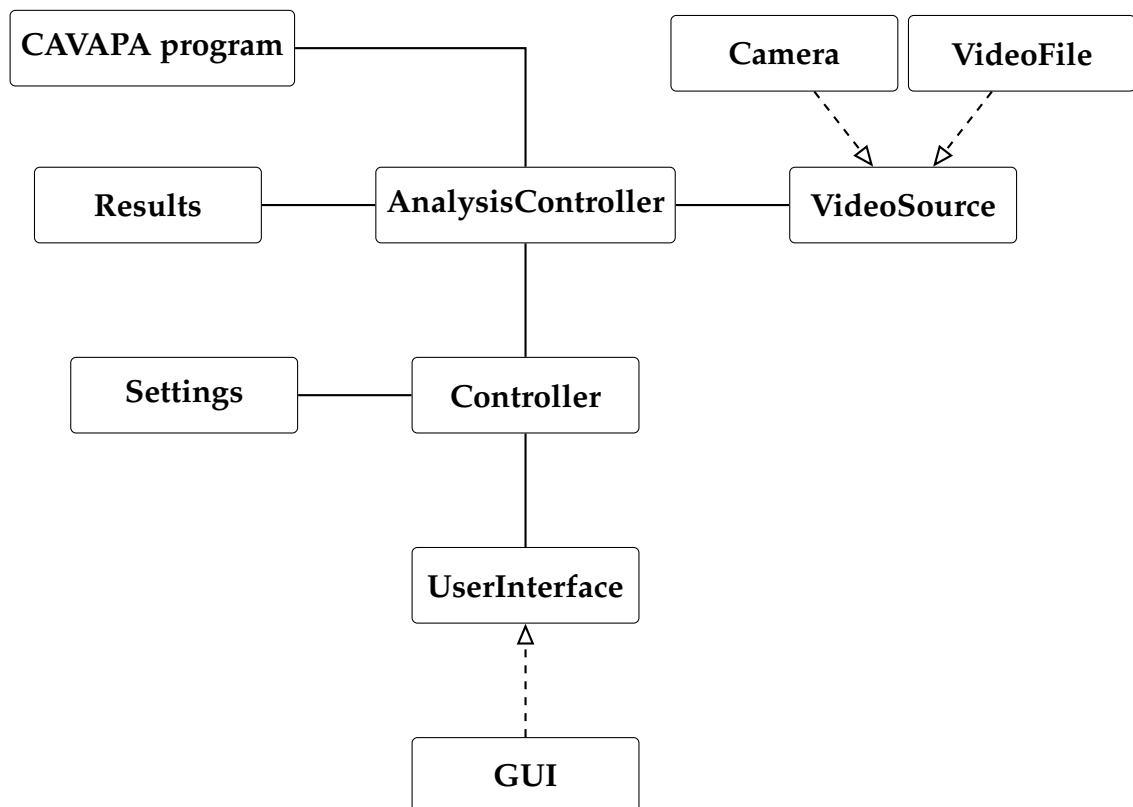 CAVAPA program
Camera
VideoFile
Results
AnalysisController
VideoSource
Settings
Controller
UserInterface
GUI